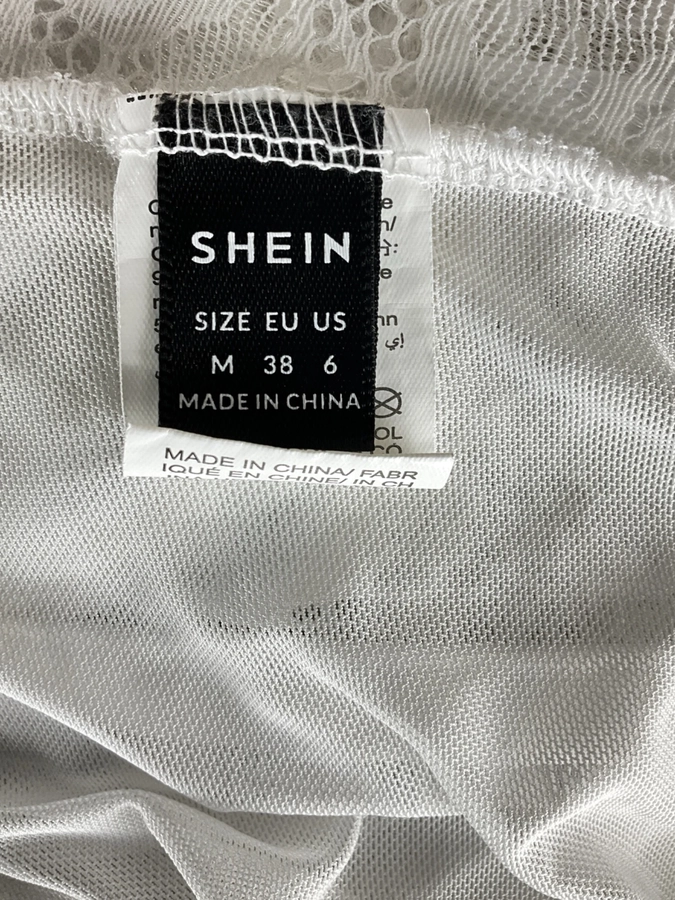 SHEIN
SIZE EU US
M 38 6
MADE IN CHINA
MADE IN CHINA/ FABR
IQUÉ EN CHINE/ IN CH